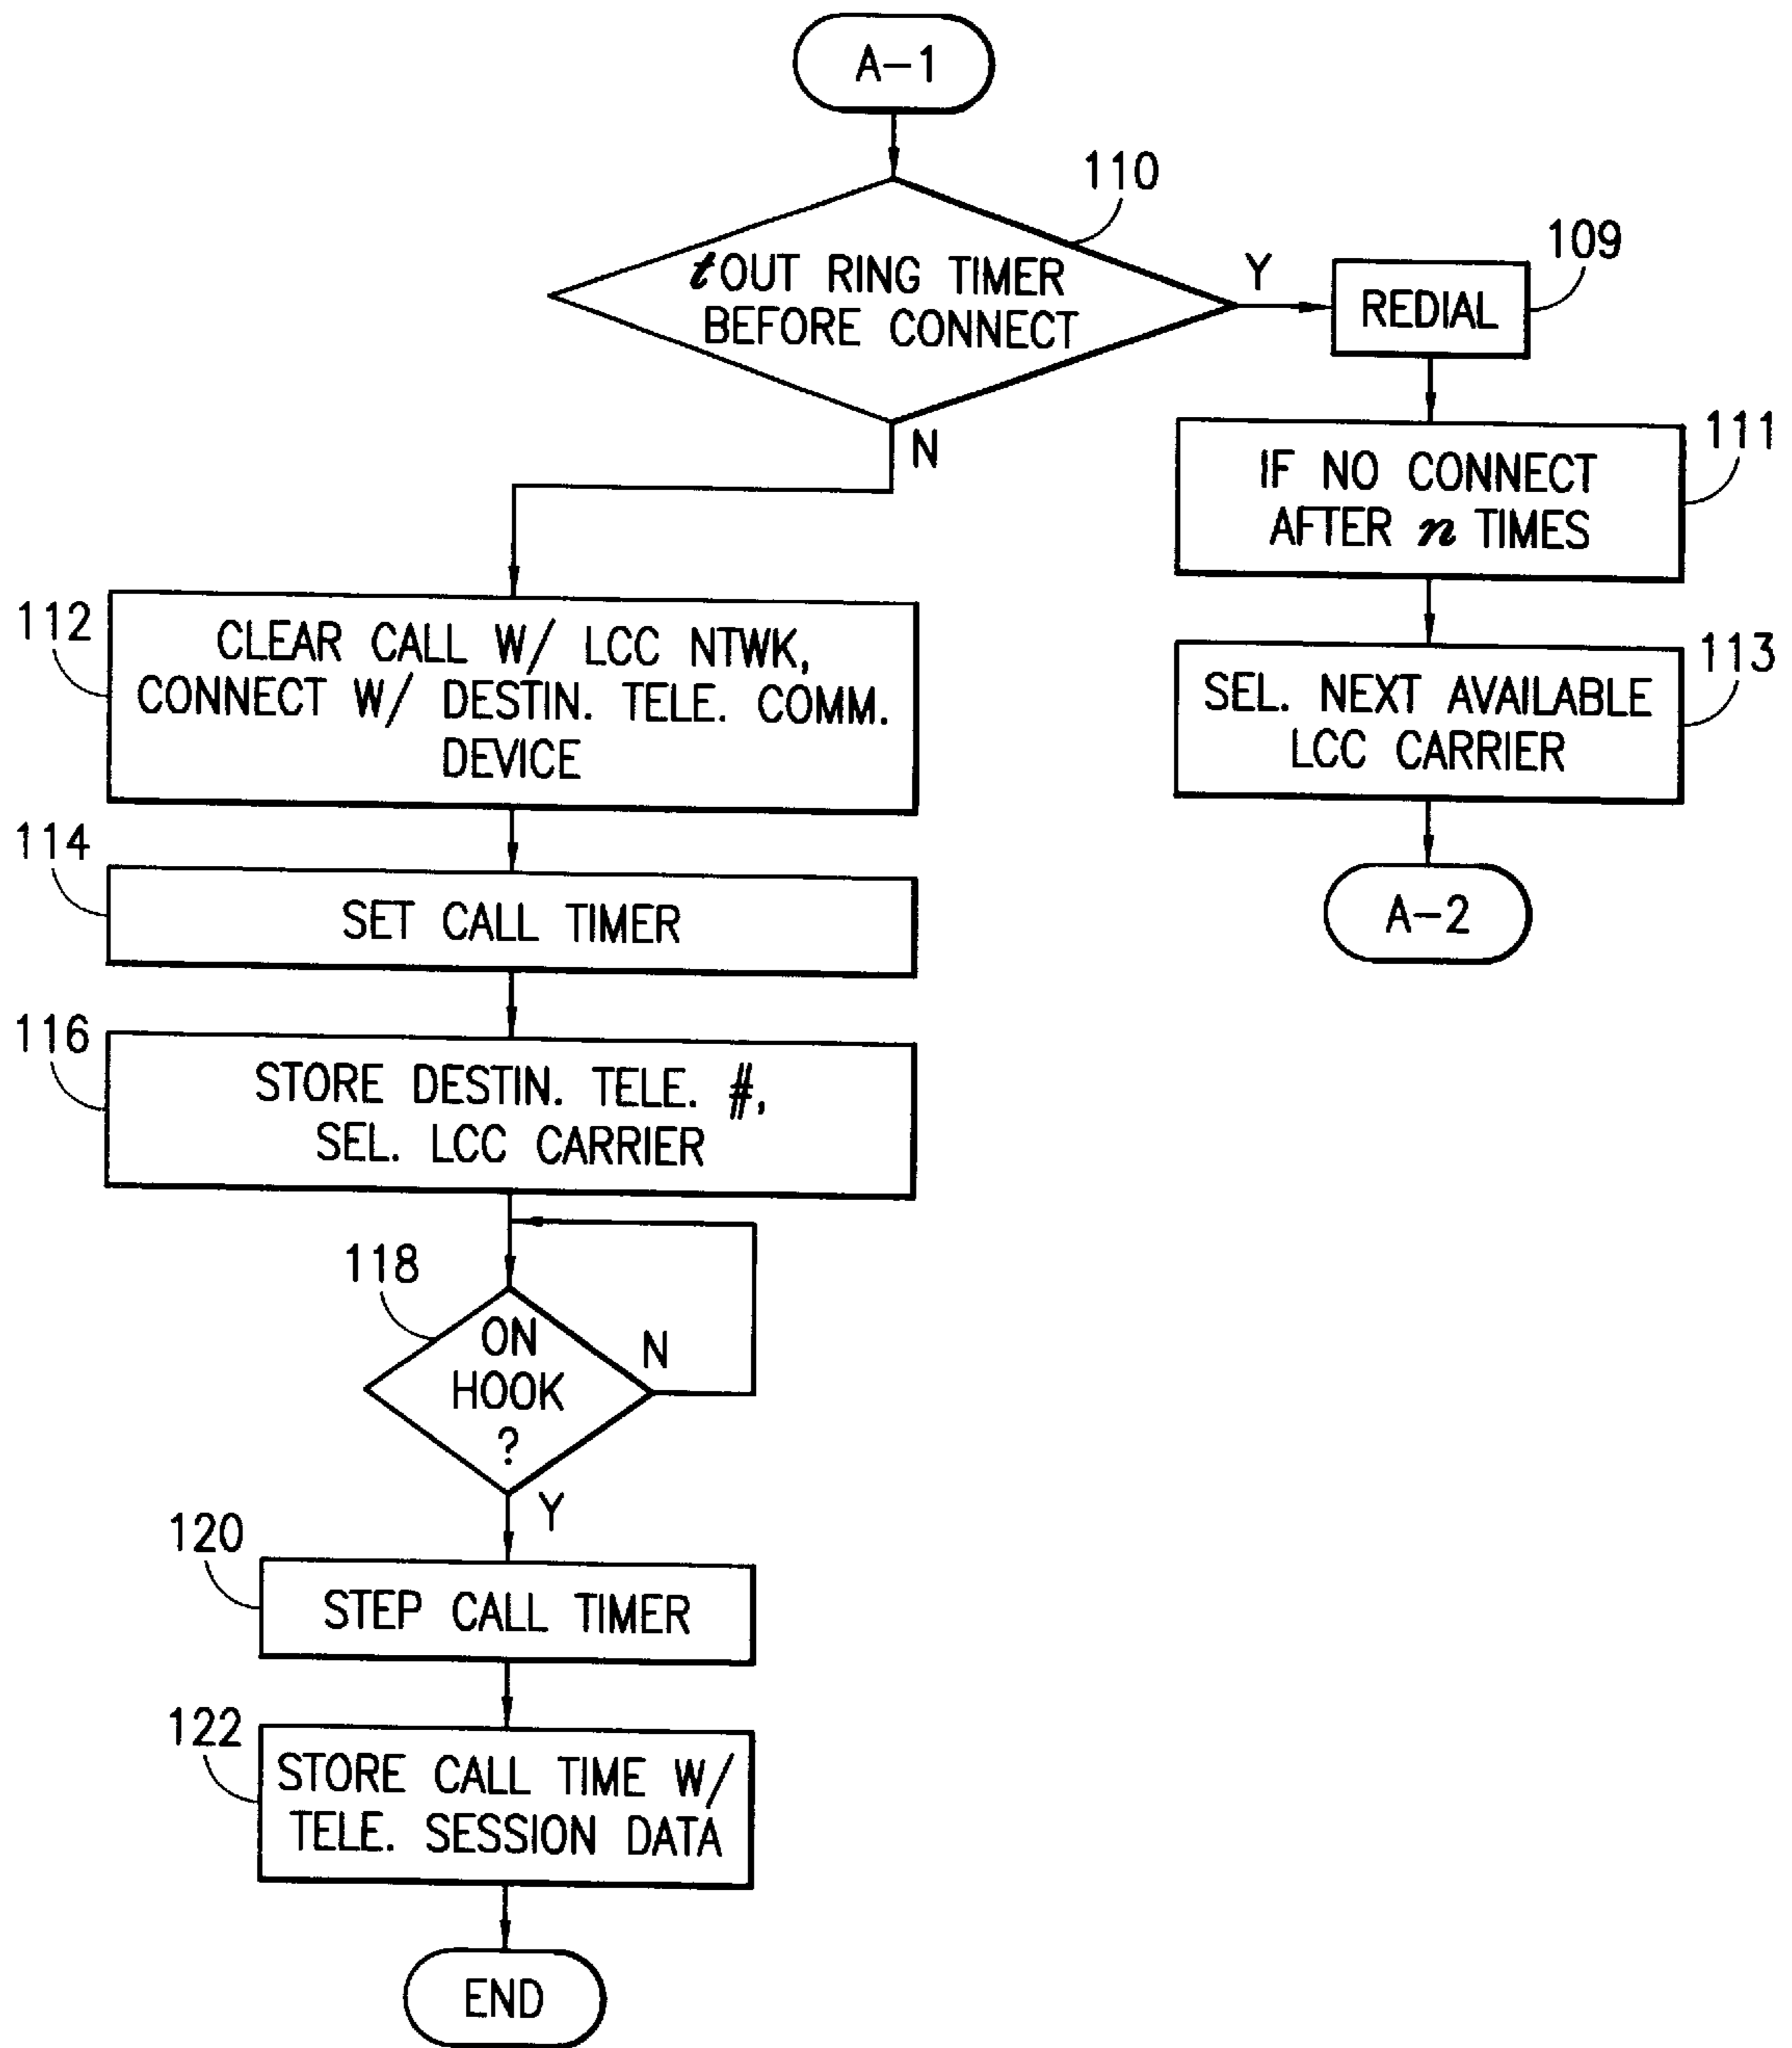 A-1
110
tOUT RING TIMER
BEFORE CONNECT
Y
N
109
REDIAL
111
IF NO CONNECT
AFTER n TIMES
113
SEL. NEXT AVAILABLE
LCC CARRIER
A-2
112
CLEAR CALL W/ LCC NTWK,
CONNECT W/ DESTIN. TELE. COMM.
DEVICE
114
SET CALL TIMER
116
STORE DESTIN. TELE. #,
SEL. LCC CARRIER
118
ON
HOOK
?
N
Y
120
STEP CALL TIMER
122
STORE CALL TIME W/
TELE. SESSION DATA
END